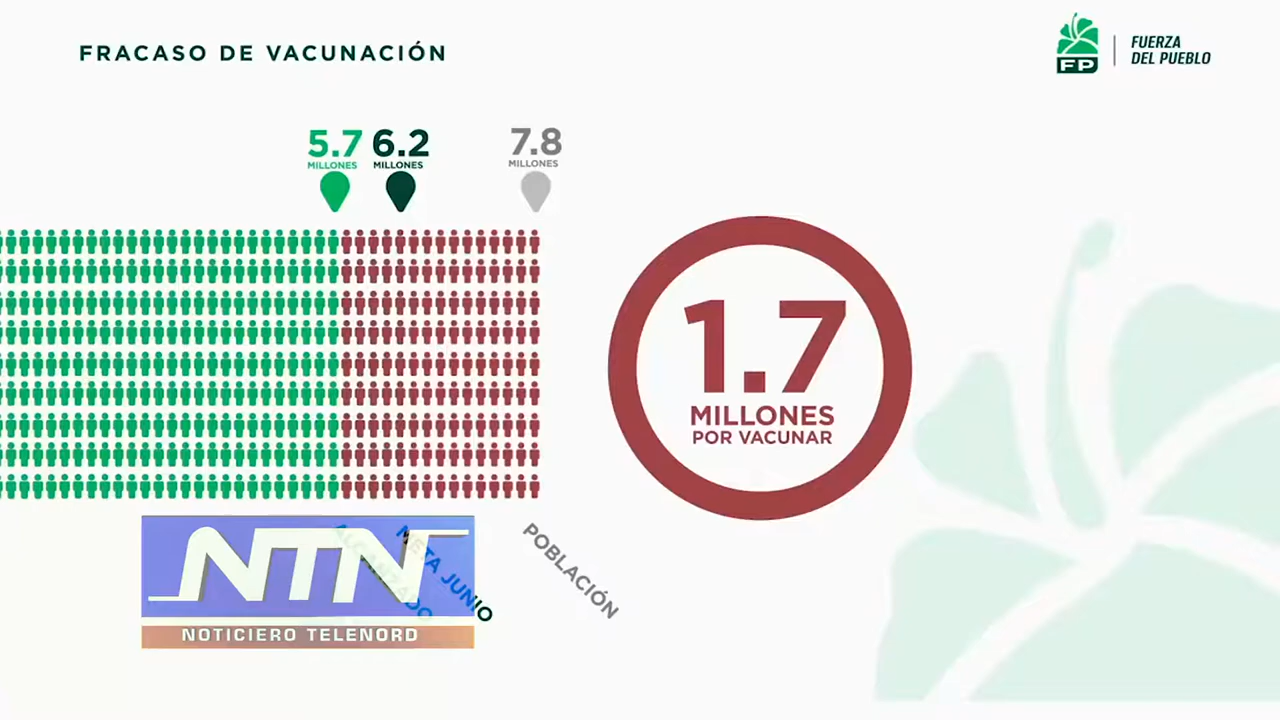 FRACASO DE VACUNACIÓN
FP
FUERZA
DEL PUEBLO
5.7
MILLONES
6.2
MILLONES
7.8
MILLONES
1.7
MILLONES
POR VACUNAR
ALCANZADO
META JUNIO
POBLACIÓN
NTN
NOTICIERO TELENORD